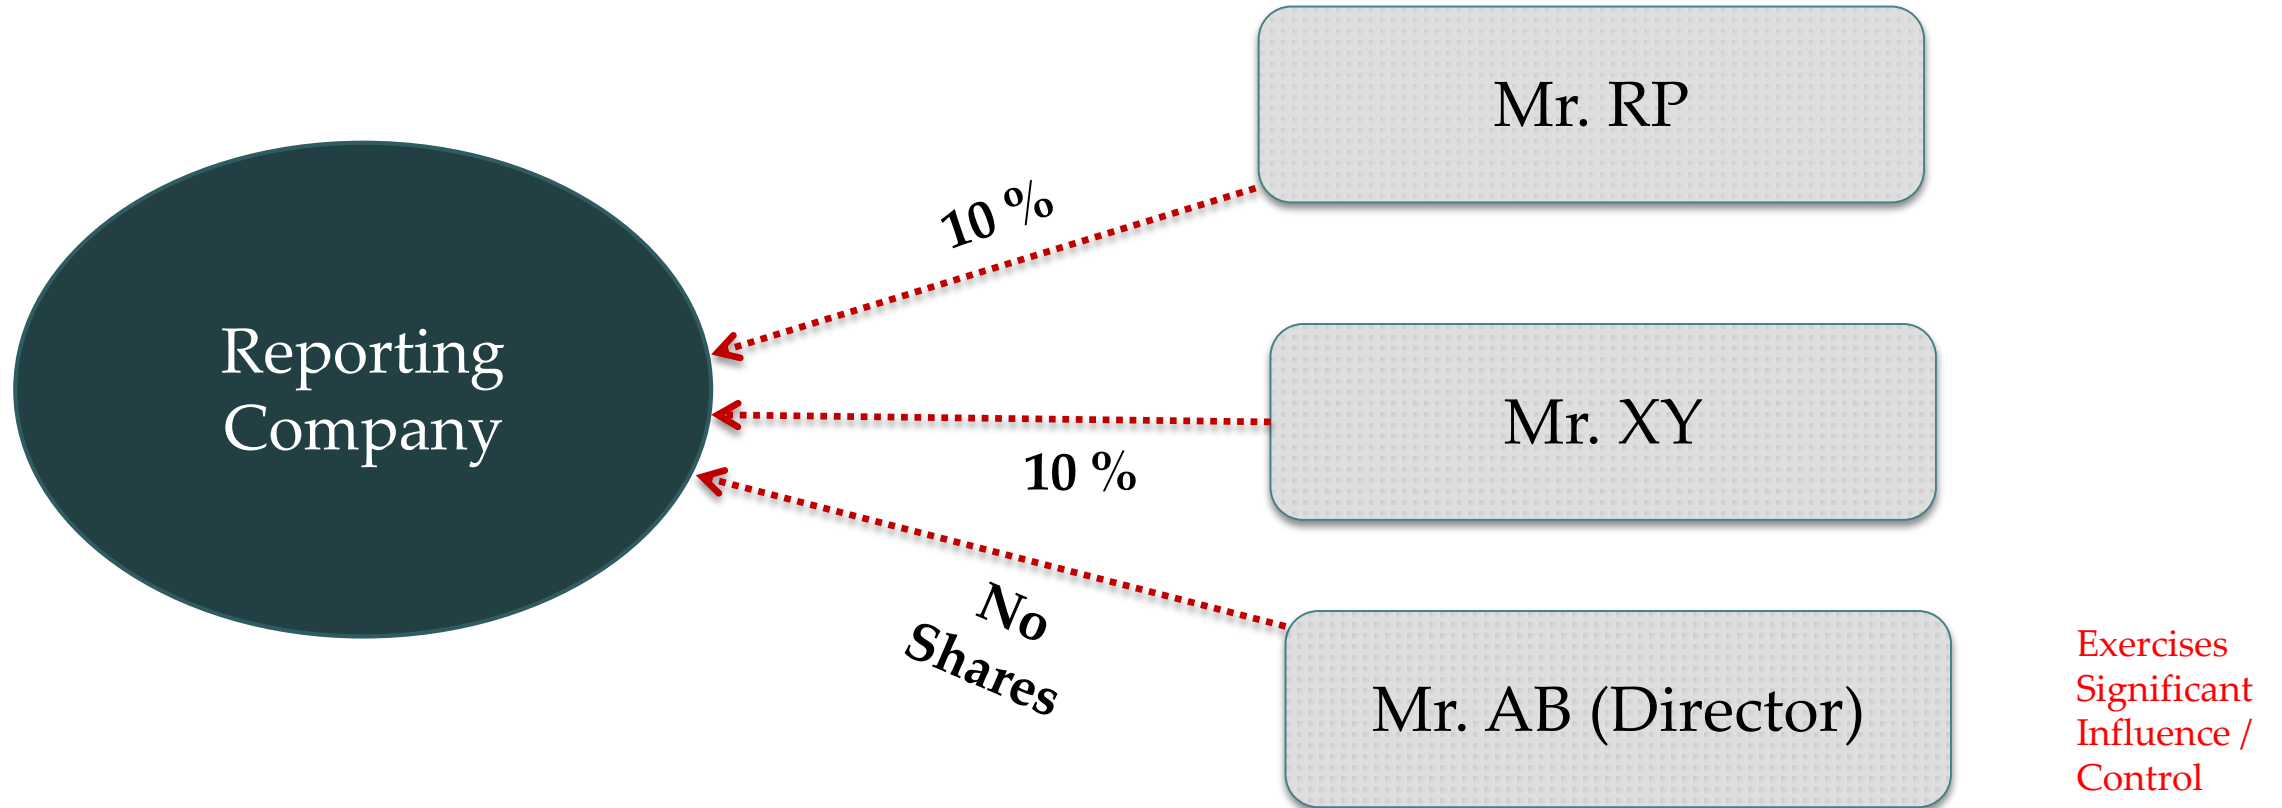 Reporting
Company
10 %
Mr. RP
10 %
Mr. XY
No
Shares
Mr. AB (Director)
Exercises
Significant
Influence /
Control